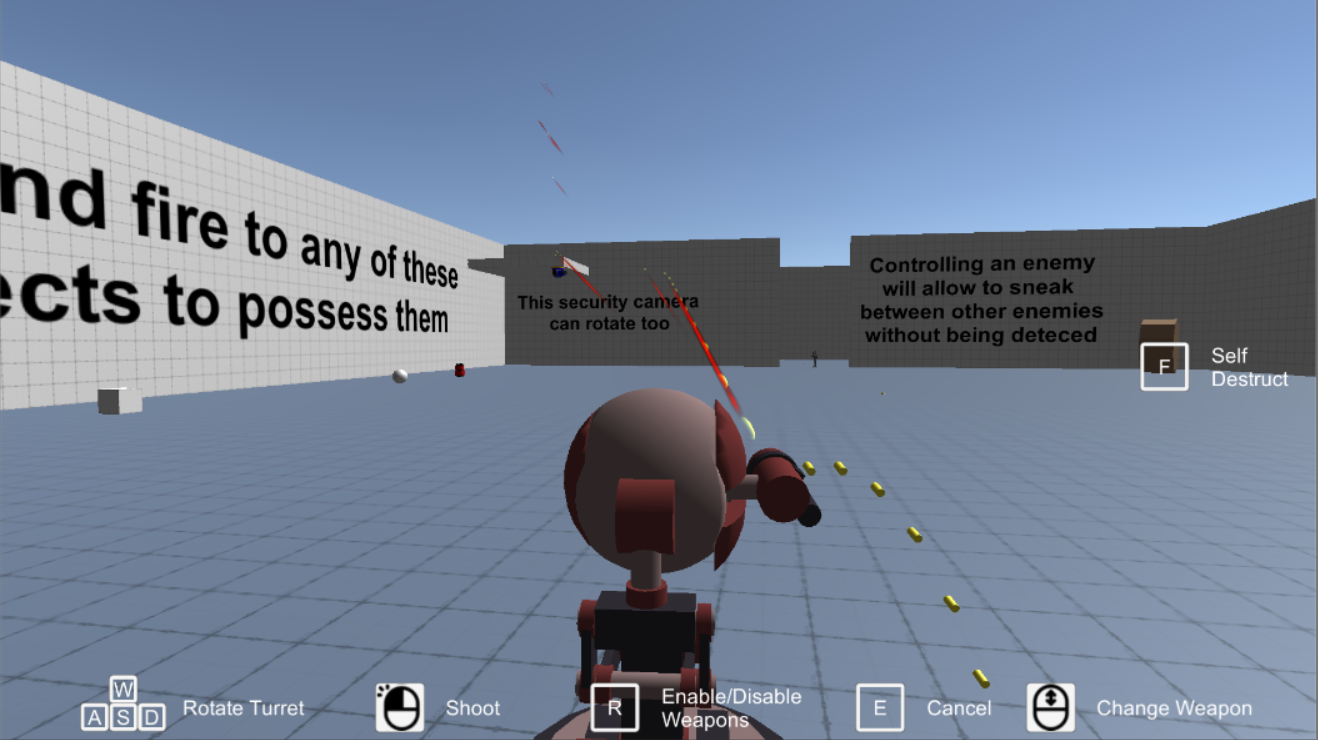 nd fire to any of these
ects to possess them
This security camera
can rotate too
Controlling an enemy
will allow to sneak
between other enemies
without being deteced
F
Self
Destruct
W
A S D
Rotate Turret
Shoot
R
Enable/Disable
Weapons
E
Cancel
Change Weapon